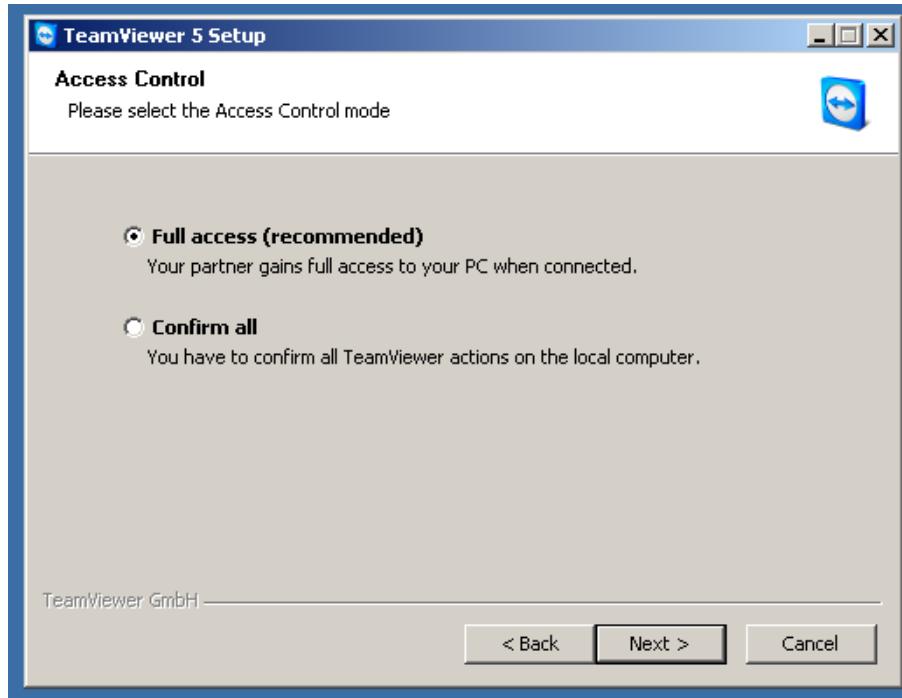 TeamViewer 5 Setup
Access Control
Please select the Access Control mode
Full access (recommended)
Your partner gains full access to your PC when connected.
Confirm all
You have to confirm all TeamViewer actions on the local computer.
TeamViewer GmbH
< Back Next > Cancel